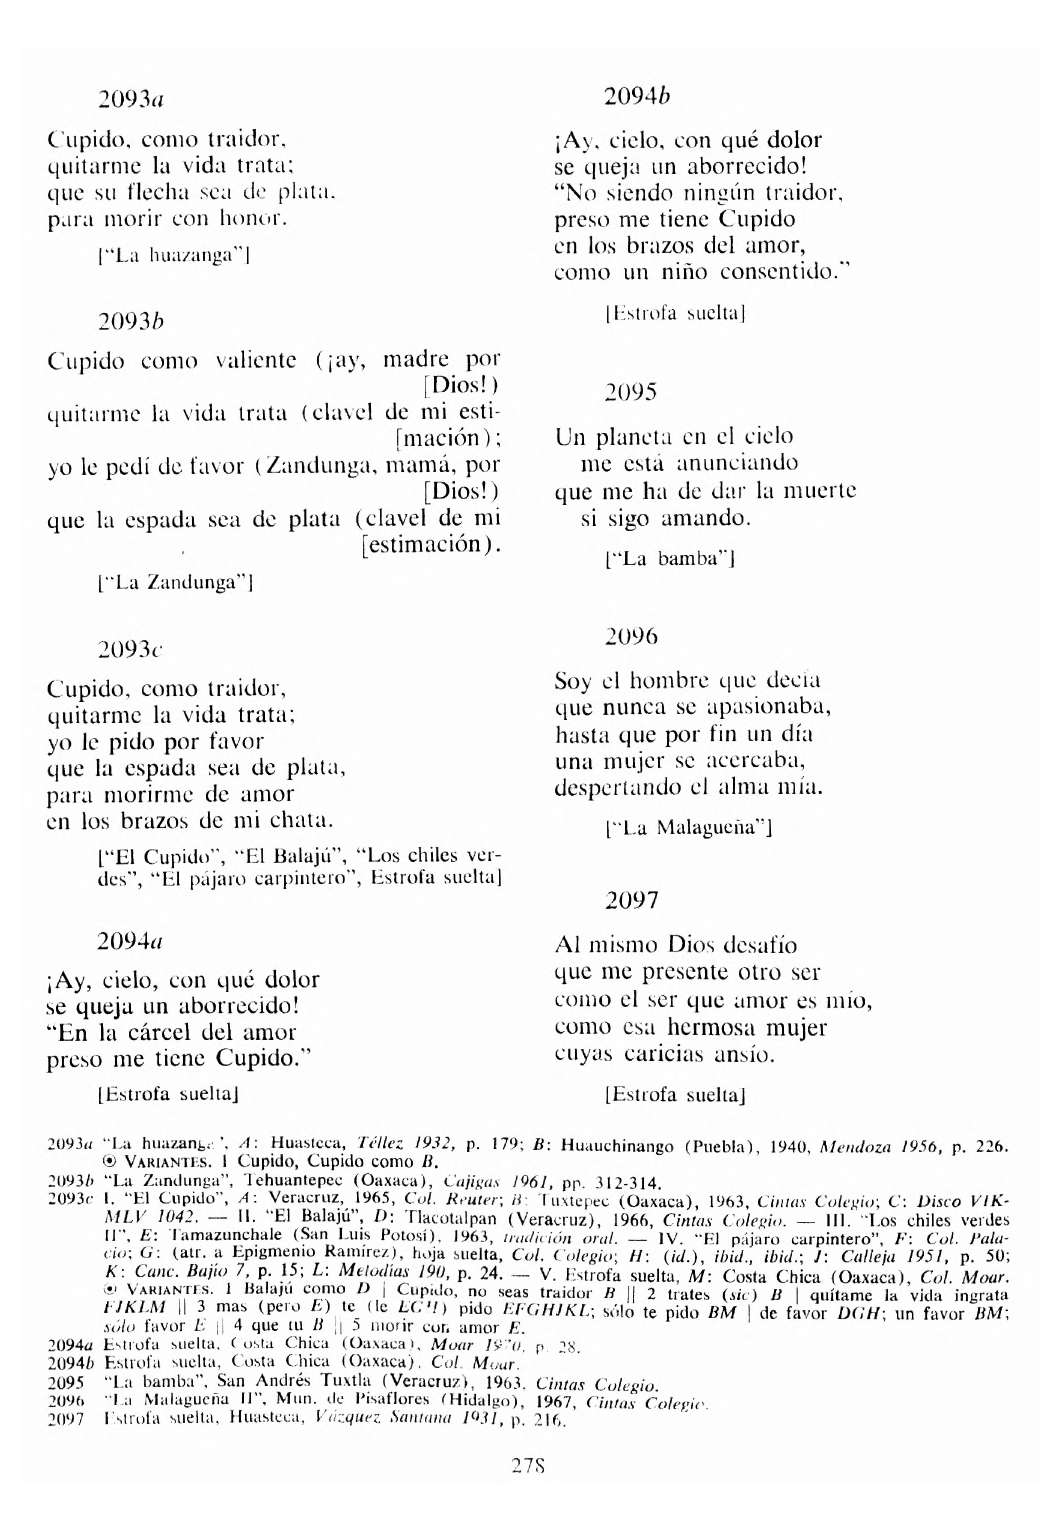 2093a
Cupido, como traidor,
quitarme la vida trata;
que su flecha sea de plata,
para morir con honor.
[“La huazanga”]
2093b
Cupido como valiente (¡ay, madre por
[Dios!)
quitarme la vida trata (clavel de mi esti-
[mación);
yo le pedí de favor (Zandunga, mamá, por
[Dios!)
que la espada sea de plata (clavel de mi
[estimación).
[“La Zandunga”]
2093c
Cupido, como traidor,
quitarme la vida trata;
yo le pido por favor
que la espada sea de plata,
para morirme de amor
en los brazos de mi chata.
[“El Cupido”, “El Balajú”, “Los chiles ver-
des”, “El pájaro carpintero”, Estrofa suelta]
2094a
¡Ay, cielo, con qué dolor
se queja un aborrecido!
“En la cárcel del amor
preso me tiene Cupido.”
[Estrofa suelta]
2094b
¡Ay, cielo, con qué dolor
se queja un aborrecido!
“No siendo ningún traidor,
preso me tiene Cupido
en los brazos del amor,
como un niño consentido.”
[Estrofa suelta]
2095
Un planeta en el cielo
me está anunciando
que me ha de dar la muerte
si sigo amando.
[“La bamba”]
2096
Soy el hombre que decía
que nunca se apasionaba,
hasta que por fin un día
una mujer se acercaba,
despertando el alma mía.
[“La Malagueña”]
2097
Al mismo Dios desafío
que me presente otro ser
como el ser que amor es mío,
como esa hermosa mujer
cuyas caricias ansío.
[Estrofa suelta]
2093a “La huazanga”, A: Huasteca, Téllez 1932, p. 179; B: Huauchinango (Puebla), 1940, Mendoza 1956, p. 226.
⦿ VARIANTES. 1 Cupido, Cupido como B.
2093b “La Zandunga”, Tehuantepec (Oaxaca), Cajigas 1961, pp. 312-314.
2093c I. “El Cupido”, A: Veracruz, 1965, Col. Reuter; B: Tuxtepec (Oaxaca), 1963, Cintas Colegio; C: Disco VIK-
MLV 1042. — II. “El Balajú”, D: Tlacotalpan (Veracruz), 1966, Cintas Colegio. — III. “Los chiles verdes
II”, E: Tamazunchale (San Luis Potosí), 1963, tradición oral. — IV. “El pájaro carpintero”, F: Col. Pala-
cio; G: (atr. a Epigmenio Ramírez), hoja suelta, Col. Colegio; H: (id.), ibid., ibid.; J: Calleja 1951, p. 50;
K: Canc. Bajío 7, p. 15; L: Melodías 190, p. 24. — V. Estrofa suelta, M: Costa Chica (Oaxaca), Col. Moar.
⦿ VARIANTES. 1 Balajú como D | Cupido, no seas traidor B || 2 trates (sic) B | quítame la vida ingrata
FJKLM || 3 mas (pero E) te (le EGH) pido EFGHJKL; sólo te pido BM | de favor DGH; un favor BM;
sólo favor E || 4 que tu B || 5 morir con amor E.
2094a Estrofa suelta, Costa Chica (Oaxaca), Moar 1970, p. 28.
2094b Estrofa suelta, Costa Chica (Oaxaca), Col. Moar.
2095 “La bamba”, San Andrés Tuxtla (Veracruz), 1963, Cintas Colegio.
2096 “La Malagueña II”, Mun. de Pisaflores (Hidalgo), 1967, Cintas Colegio.
2097 Estrofa suelta, Huasteca, Vázquez Santana 1931, p. 216.
278